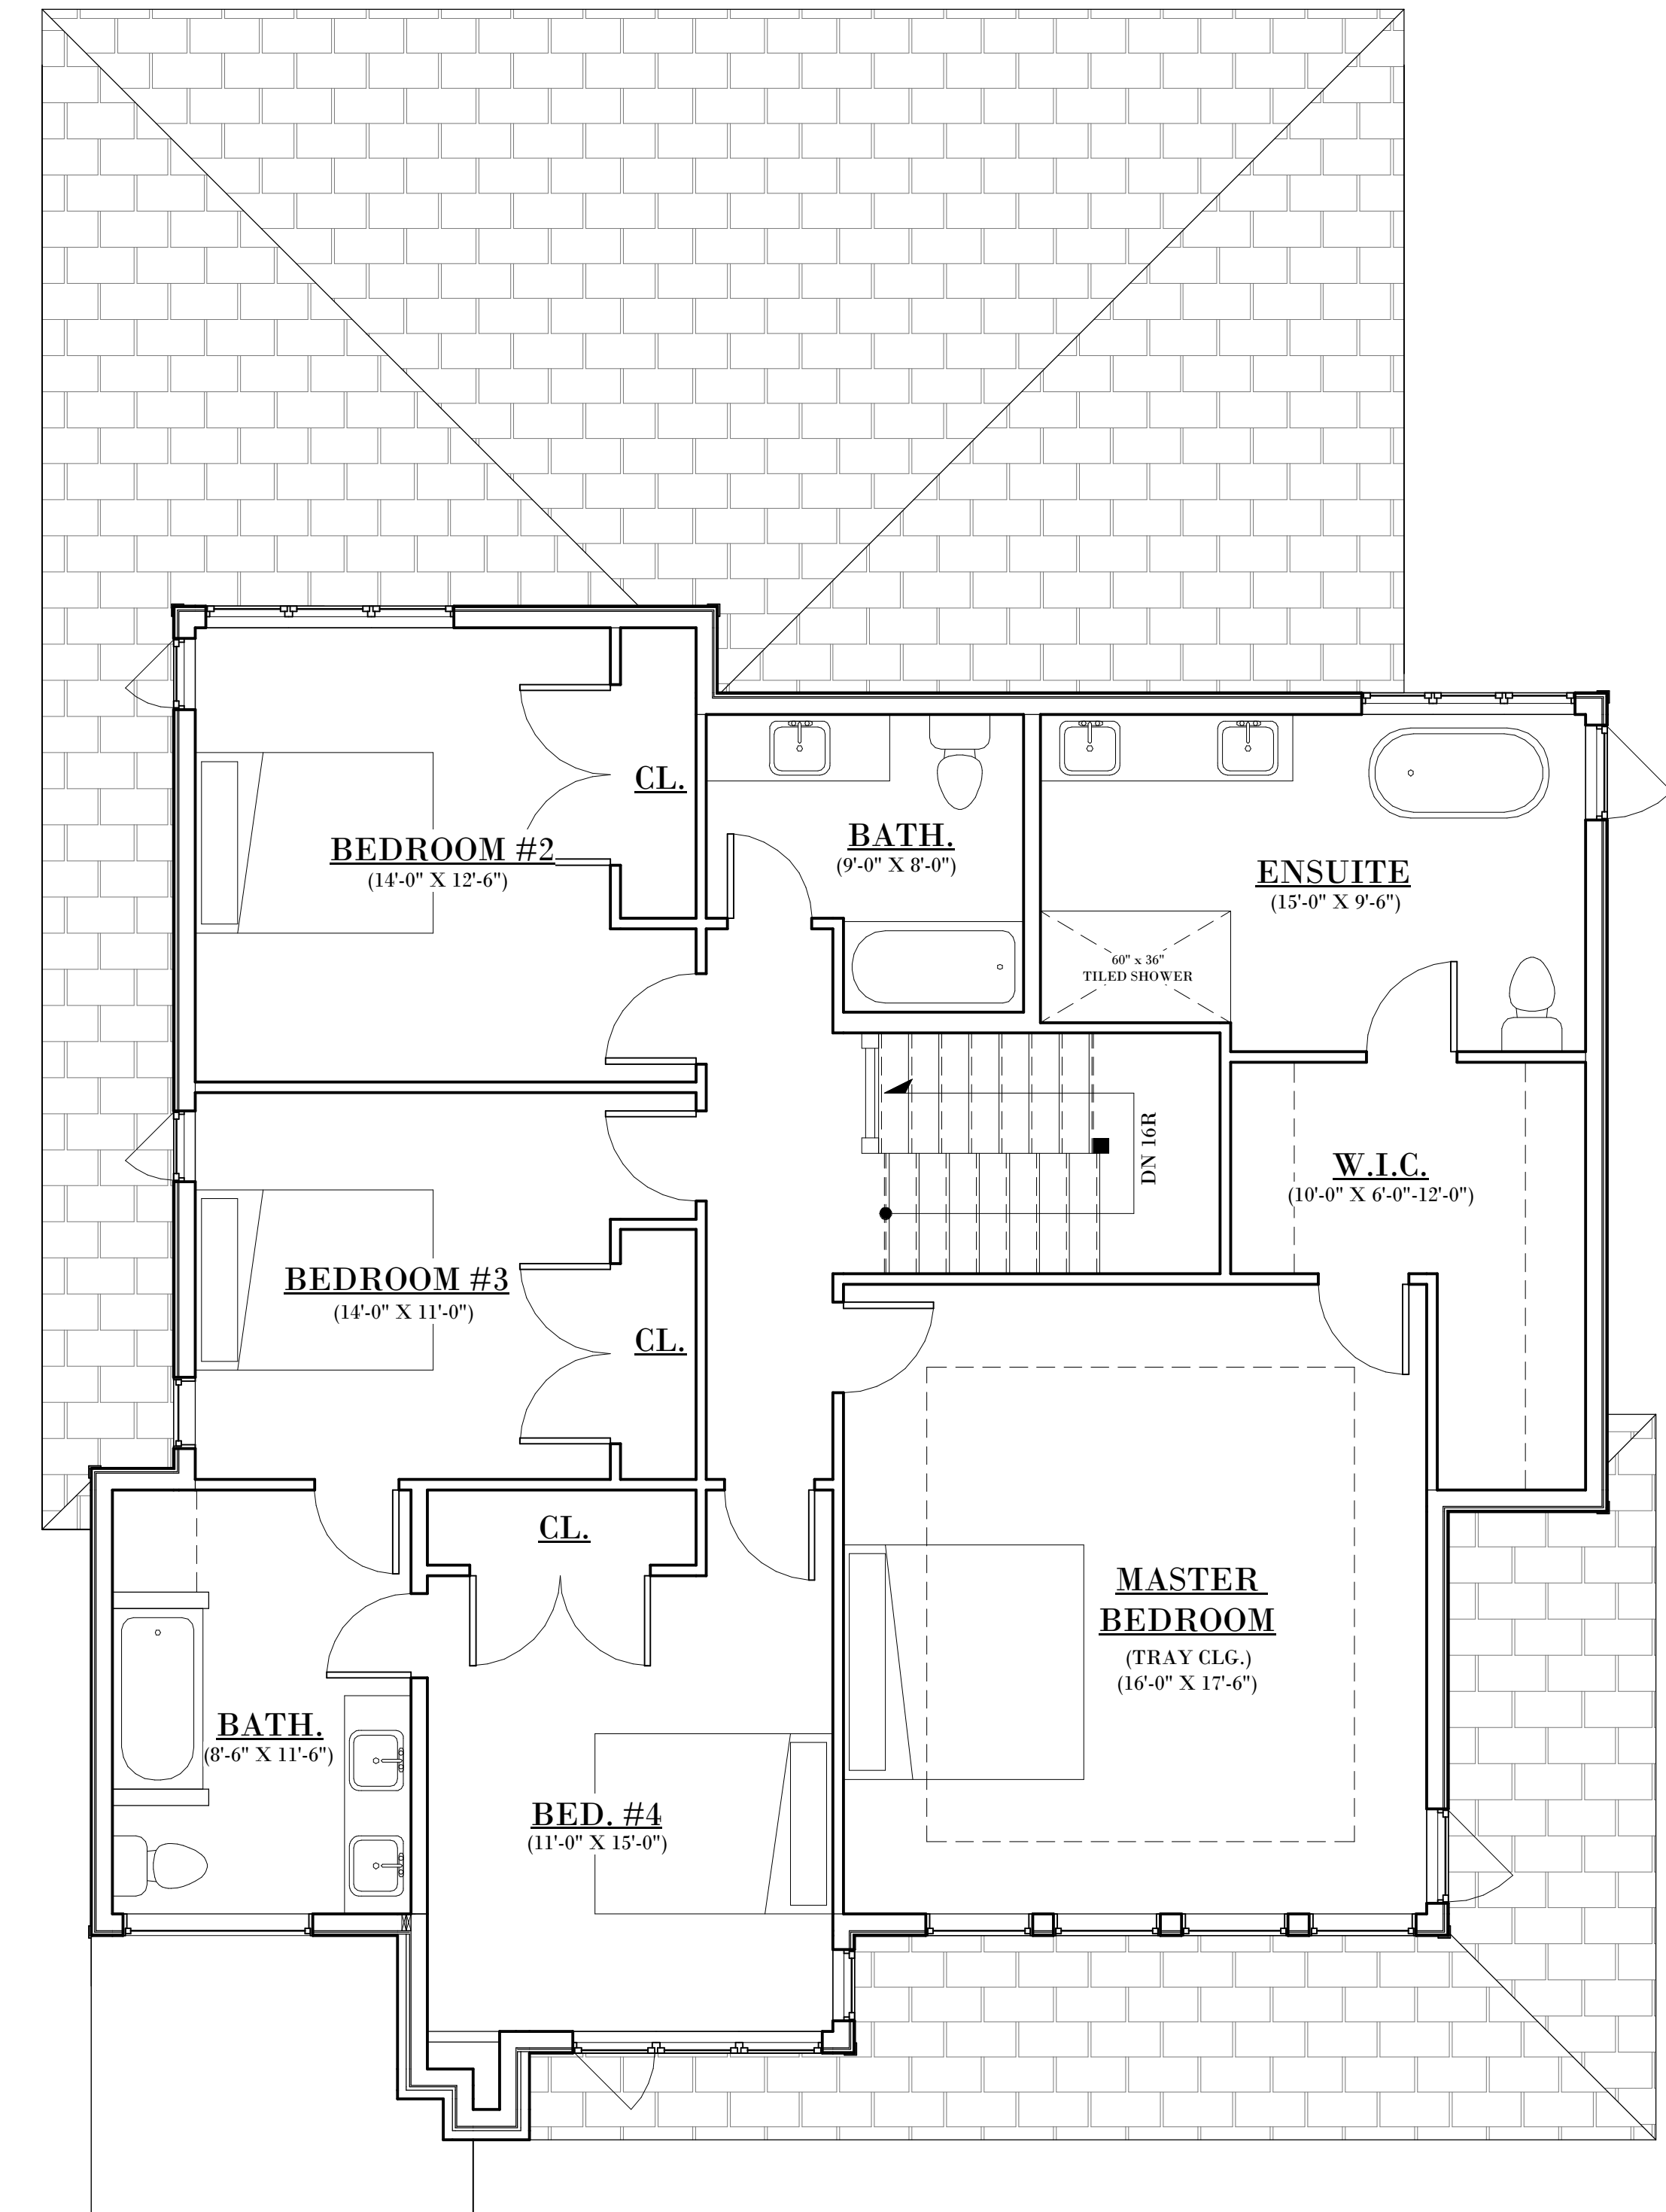 CL.
BEDROOM #2
(14'-0" X 12'-6")
BATH.
(9'-0" X 8'-0")
ENSUITE
(15'-0" X 9'-6")
60" x 36"
TILED SHOWER
DN 16R
W.I.C.
(10'-0" X 6'-0"-12'-0")
BEDROOM #3
(14'-0" X 11'-0")
CL.
CL.
MASTER
BEDROOM
(TRAY CLG.)
(16'-0" X 17'-6")
BATH.
(8'-6" X 11'-6")
BED. #4
(11'-0" X 15'-0")